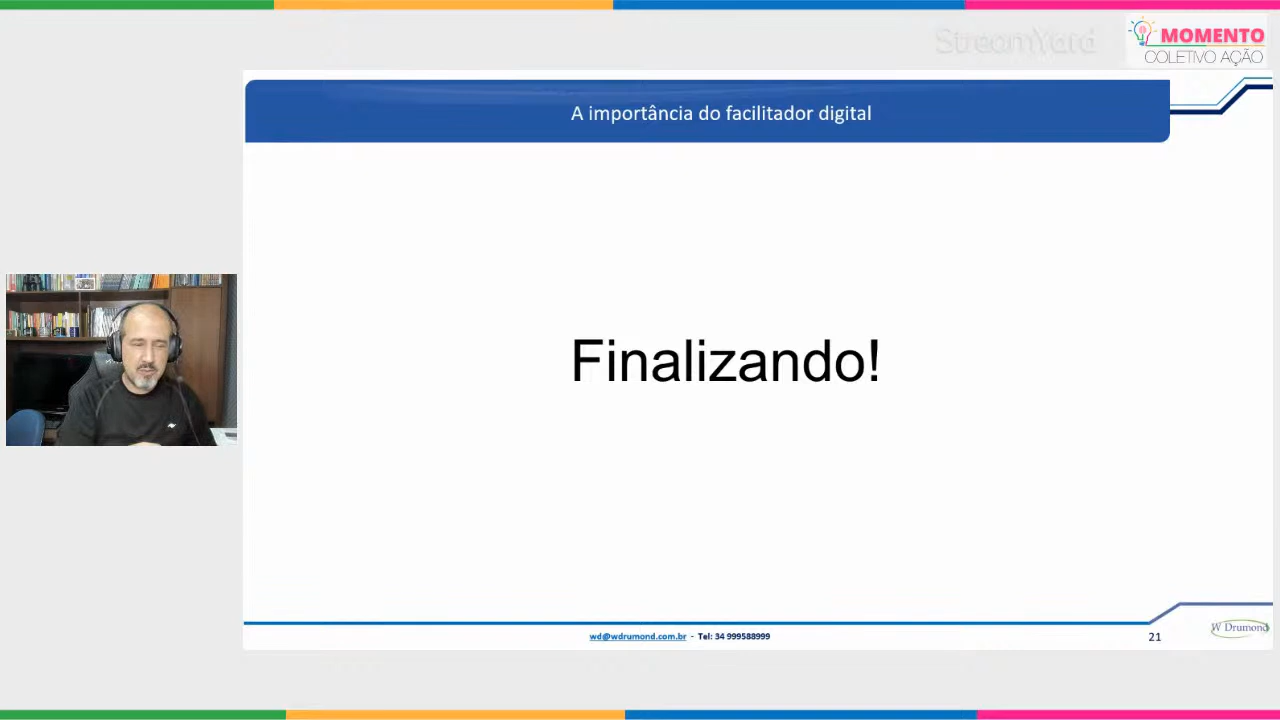 StreamYard
MOMENTO
COLETIVO AÇÃO
A importância do facilitador digital
Finalizando!
wd@wdrumond.com.br - Tel: 34 999588999
21
W Drumond